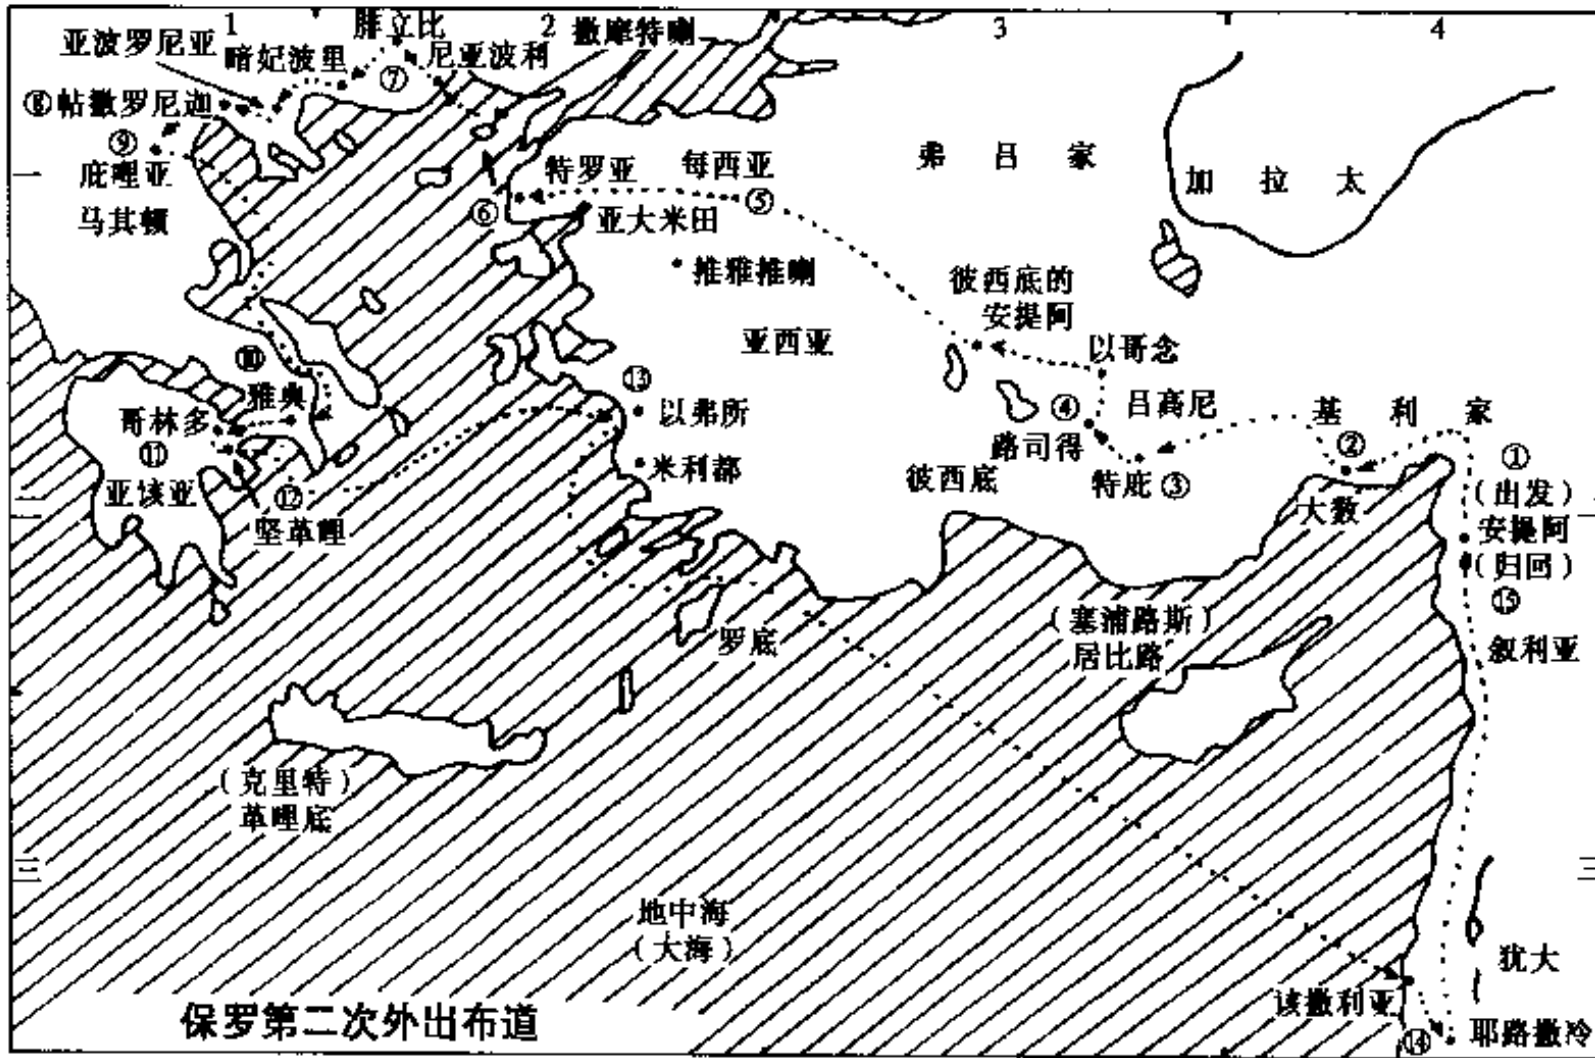 1
2
3
4
腓立比
撒摩特喇
亚波罗尼亚
暗妃波里
尼亚波利
⑦
⑧帖撒罗尼迦
⑨
庇哩亚
马其顿
一
特罗亚
每西亚
弗吕家
加拉太
⑤
⑥
亚大米田
推雅推喇
彼西底的
安提阿
亚西亚
以哥念
⑩
雅典
⑬
以弗所
④
吕高尼
基利家
哥林多
⑪
路司得
②
①
米利都
彼西底
特庇③
(出发)
亚该亚
⑫
大数
二
安提阿
坚革哩
(归回)
⑮
罗底
(塞浦路斯)
居比路
叙利亚
(克里特)
革哩底
三
三
地中海
(大海)
犹大
该撒利亚
保罗第二次外出布道
⑭
耶路撒冷